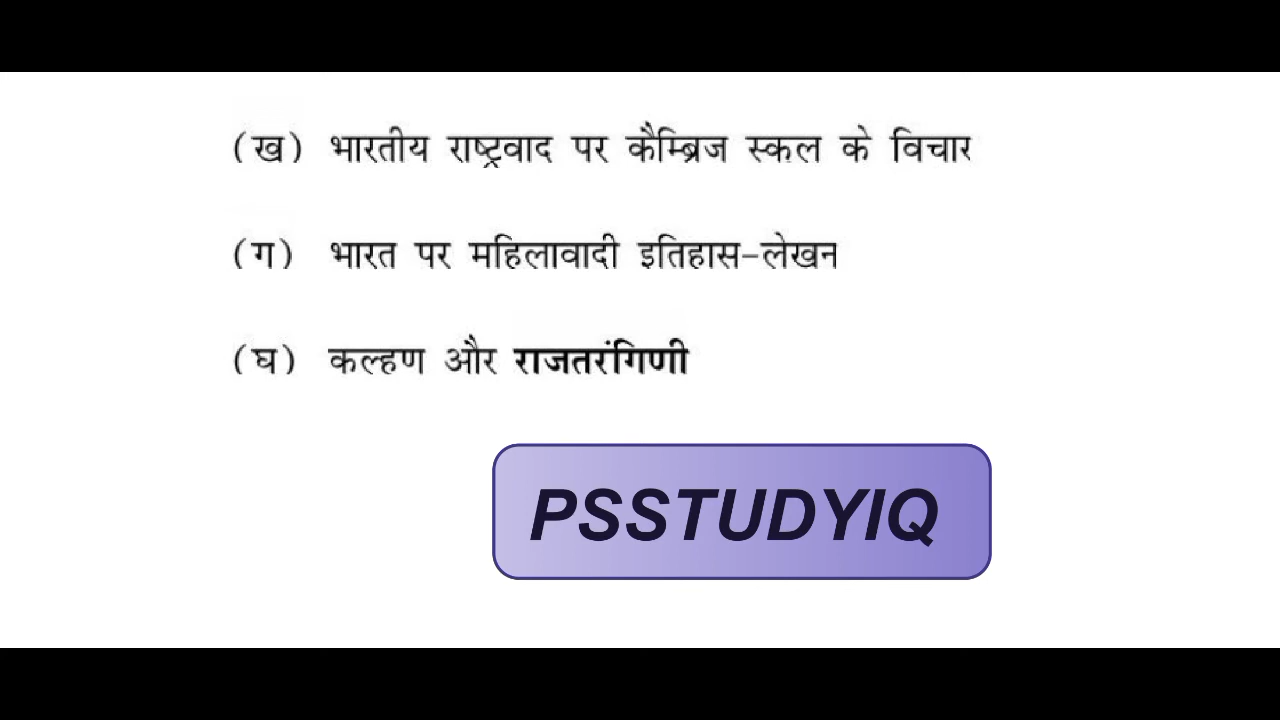 (ख) भारतीय राष्ट्रवाद पर कैम्ब्रिज स्कूल के विचार
(ग) भारत पर महिलावादी इतिहास-लेखन
(घ) कल्हण और राजतरंगिणी
PSSTUDYIQ